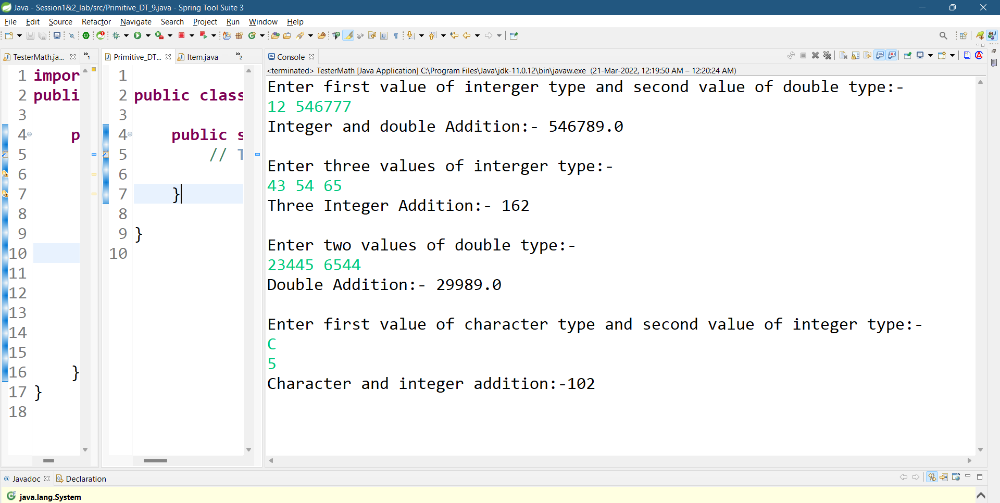 Java - Session1&2_lab/src/Primitive_DT_9.java - Spring Tool Suite 3
File Edit Source Refactor Navigate Search Project Run Window Help
TesterMath.ja... »1 Primitive_DT... Item.java »2 Console
<terminated> TesterMath [Java Application] C:\Program Files\Java\jdk-11.0.12\bin\javaw.exe (21-Mar-2022, 12:19:50 AM – 12:20:24 AM)
1 impor
2 publi
3
4 p
5
6
7
8
9
10
11
12
13
14
15
16 }
17 }
18
1
2 public class
3
4 public s
5 // T
6
7 }
8
9 }
10
Enter first value of interger type and second value of double type:-
12 546777
Integer and double Addition:- 546789.0
Enter three values of interger type:-
43 54 65
Three Integer Addition:- 162
Enter two values of double type:-
23445 6544
Double Addition:- 29989.0
Enter first value of character type and second value of integer type:-
C
5
Character and integer addition:-102
@ Javadoc Declaration
java.lang.System